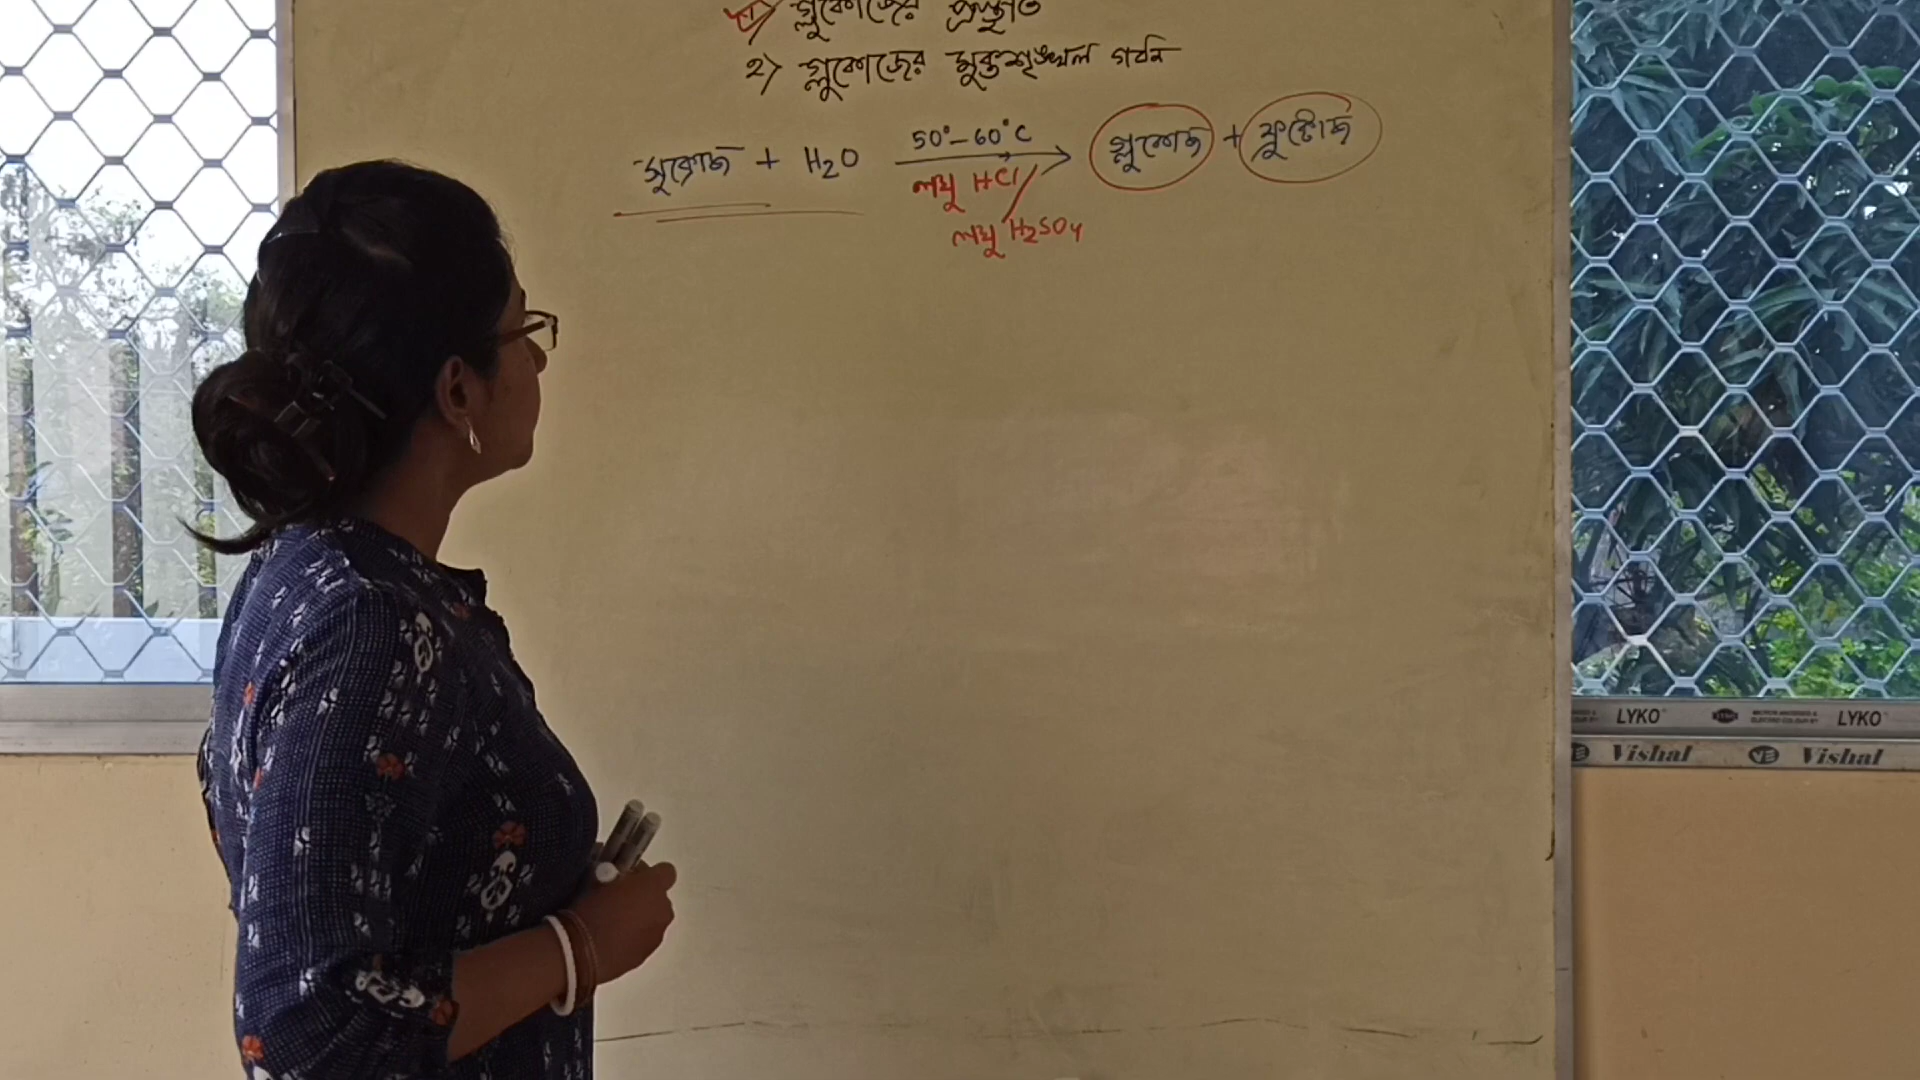 ১) গ্লুকোজের প্রস্তুতি
২) গ্লুকোজের মুক্তশৃঙ্খল গঠন
সুক্রোজ + H2O 50°-60°C গ্লুকোজ + ফ্রুক্টোজ
লঘু HCl/
লঘু H2SO4
LYKO LYKO
Vishal Vishal